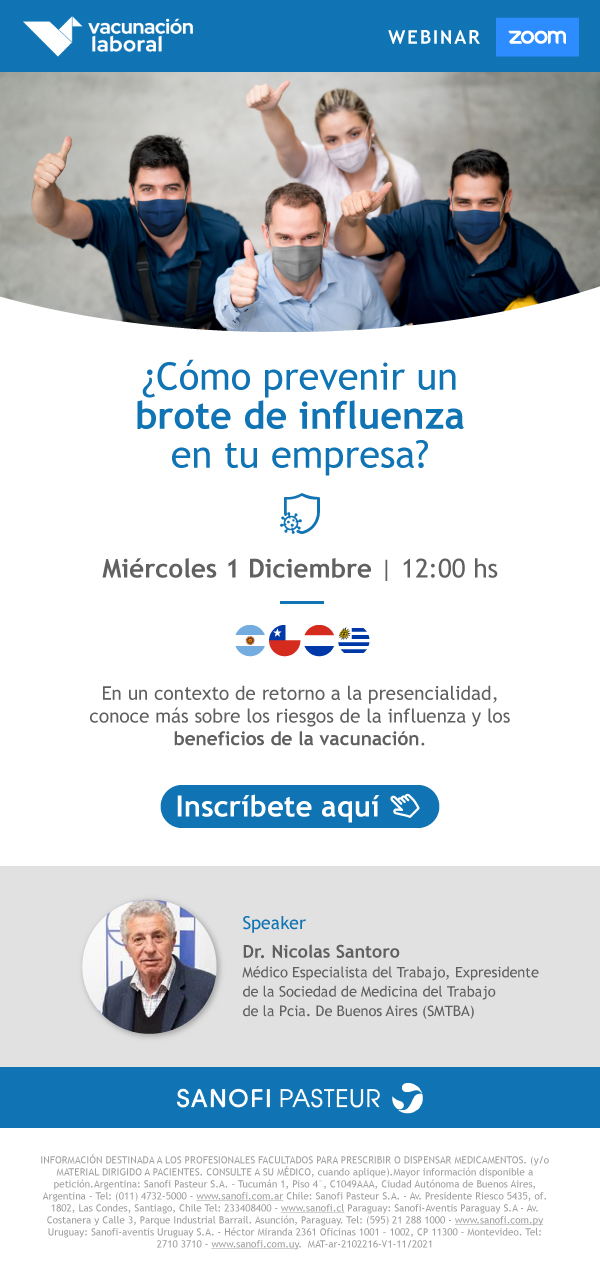 vacunación
laboral
WEBINAR
zoom
¿Cómo prevenir un
brote de influenza
en tu empresa?
Miércoles 1 Diciembre | 12:00 hs
En un contexto de retorno a la presencialidad,
conoce más sobre los riesgos de la influenza y los
beneficios de la vacunación.
Inscríbete aquí
Speaker
Dr. Nicolas Santoro
Médico Especialista del Trabajo, Expresidente
de la Sociedad de Medicina del Trabajo
de la Pcia. De Buenos Aires (SMTBA)
SANOFI PASTEUR
INFORMACIÓN DESTINADA A LOS PROFESIONALES FACULTADOS PARA PRESCRIBIR O DISPENSAR MEDICAMENTOS. (y/o
MATERIAL DIRIGIDO A PACIENTES. CONSULTE A SU MÉDICO, cuando aplique).Mayor información disponible a
petición.Argentina: Sanofi Pasteur S.A. - Tucumán 1, Piso 4°, C1049AAA, Ciudad Autónoma de Buenos Aires,
Argentina - Tel: (011) 4732-5000 - www.sanofi.com.ar Chile: Sanofi Pasteur S.A. - Av. Presidente Riesco 5435, of.
1802, Las Condes, Santiago, Chile Tel: 233408400 - www.sanofi.cl Paraguay: Sanofi-Aventis Paraguay S.A - Av.
Costanera y Calle 3, Parque Industrial Barrail. Asunción, Paraguay. Tel: (595) 21 288 1000 - www.sanofi.com.py
Uruguay: Sanofi-aventis Uruguay S.A. - Héctor Miranda 2361 Oficinas 1001 - 1002, CP 11300 - Montevideo. Tel:
2710 3710 - www.sanofi.com.uy. MAT-ar-2102216-V1-11/2021